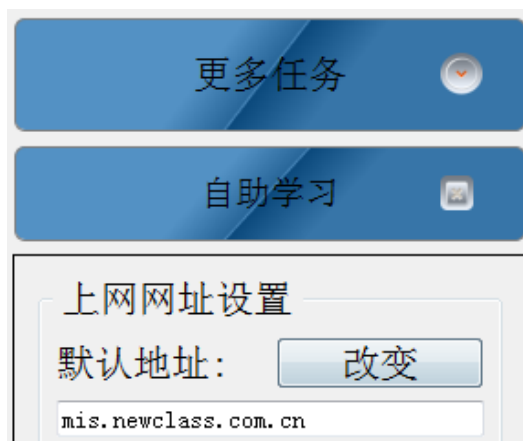 更多任务
自助学习
上网网址设置
默认地址: 改变
mis.newclass.com.cn